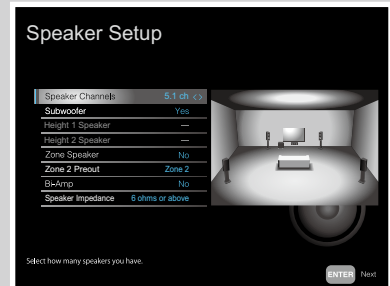 Speaker Setup
Speaker Channels 5.1 ch <>
Subwoofer Yes
Height 1 Speaker —
Height 2 Speaker —
Zone Speaker No
Zone 2 Preout Zone 2
Bi-Amp No
Speaker Impedance 6 ohms or above
Select how many speakers you have.
ENTER Next